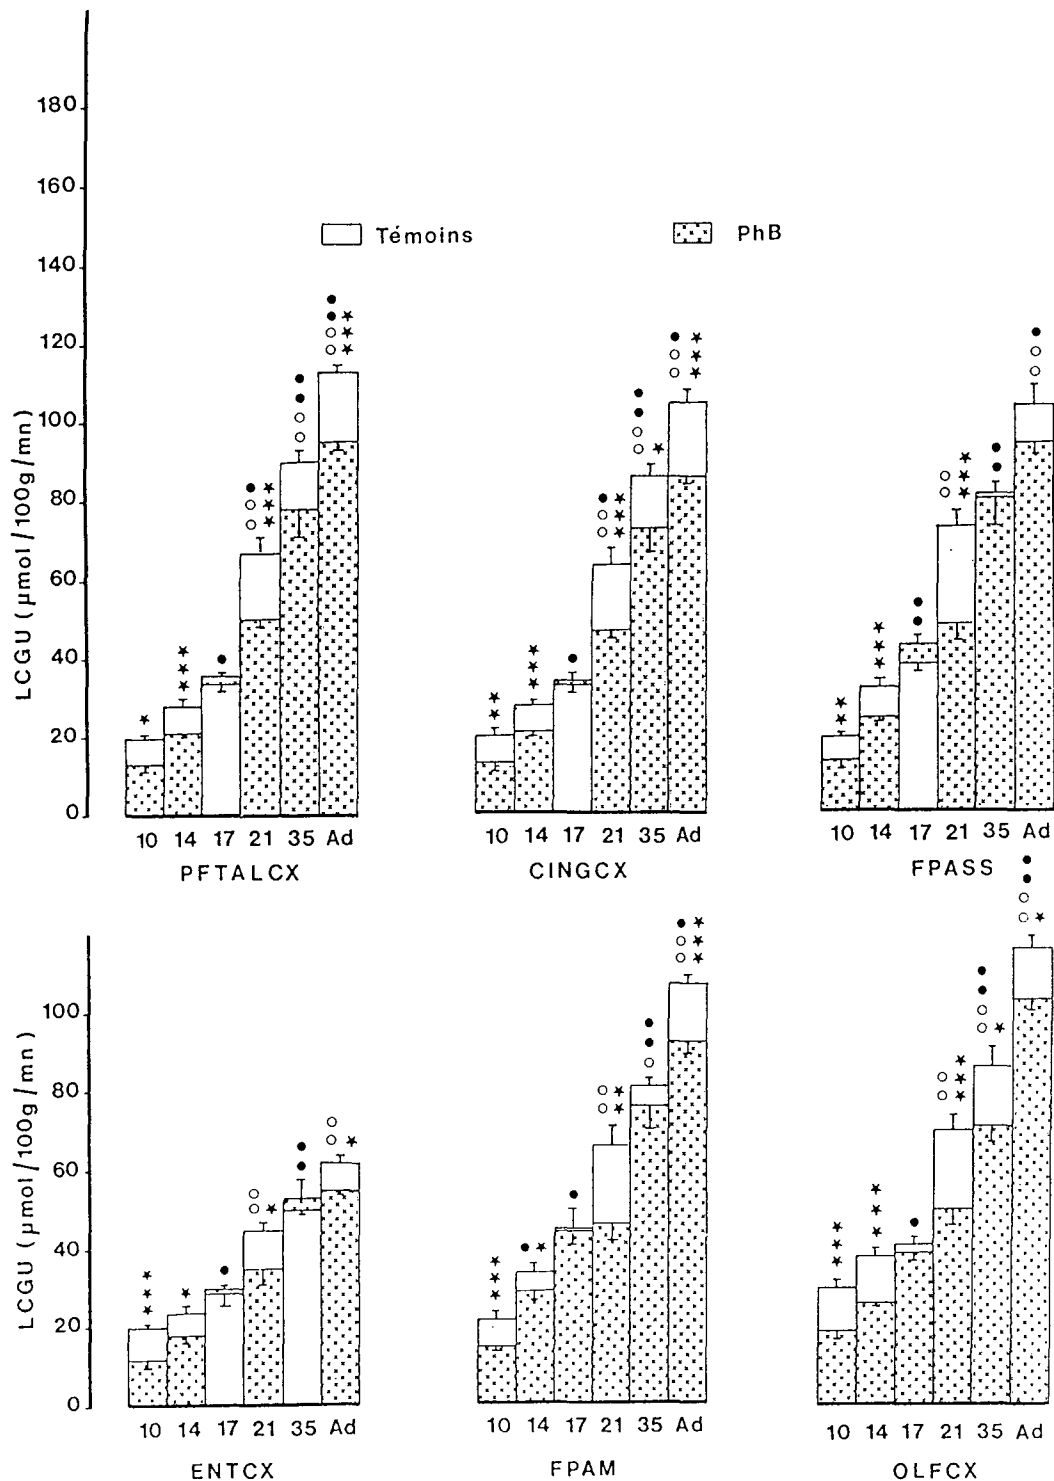 180
160
140
120
100
80
60
40
20
0
LCGU (µmol/100g/mn)
Témoins
PhB
10 14 17 21 35 Ad
PFTALCX
10 14 17 21 35 Ad
CINGCX
10 14 17 21 35 Ad
FPASS
100
80
60
40
20
0
LCGU (µmol/100g/mn)
10 14 17 21 35 Ad
ENTCX
10 14 17 21 35 Ad
FPAM
10 14 17 21 35 Ad
OLFCX